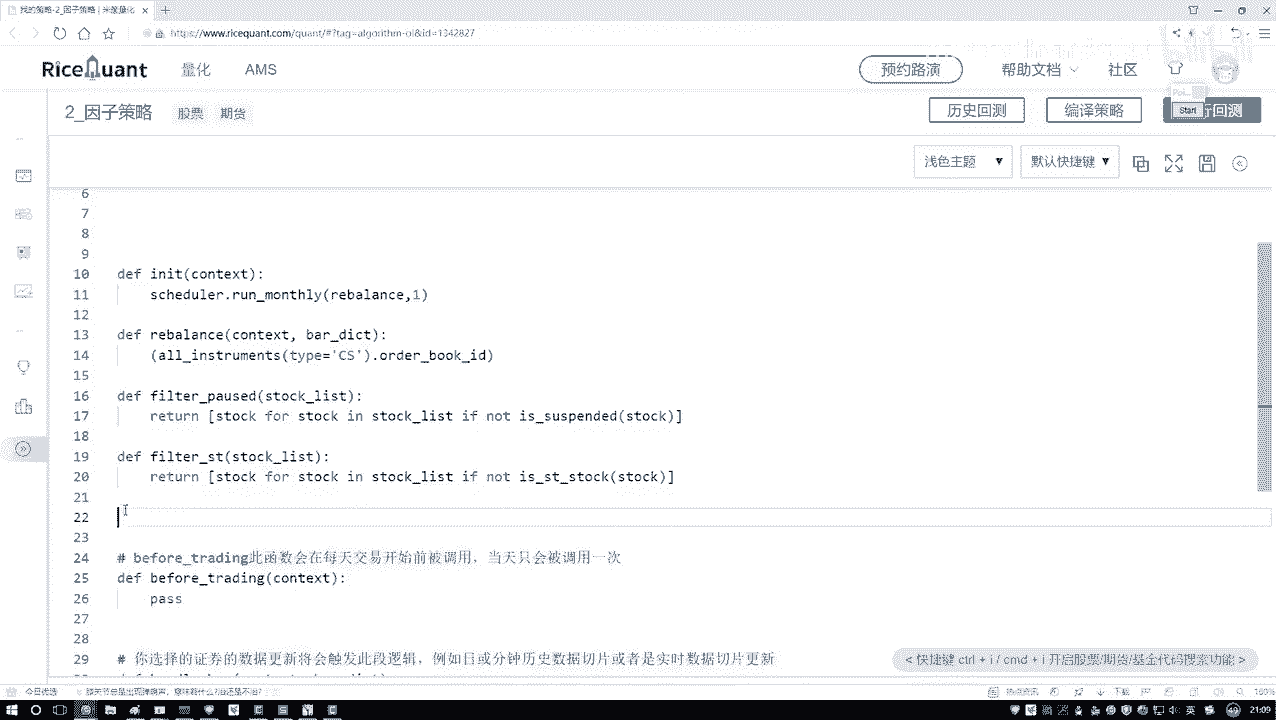 我的策略-2_因子策略 | 米筐量化
https://www.ricequant.com/quant/#?tag=algorithm-ol&id=1342827
RiceQuant 量化 AMS 预约路演 帮助文档 社区
2_因子策略 股票 期货 历史回测 编译策略 行回测
Start
浅色主题 默认快捷键
6
7
8
9
10 def init(context):
11 scheduler.run_monthly(rebalance,1)
12
13 def rebalance(context, bar_dict):
14 (all_instruments(type='CS').order_book_id)
15
16 def filter_paused(stock_list):
17 return [stock for stock in stock_list if not is_suspended(stock)]
18
19 def filter_st(stock_list):
20 return [stock for stock in stock_list if not is_st_stock(stock)]
21
22
23
24 # before_trading此函数会在每天交易开始前被调用，当天只会被调用一次
25 def before_trading(context):
26 pass
27
28
29 # 你选择的证券的数据更新将会触发此段逻辑，例如日或分钟历史数据切片或者是实时数据切片更新
< 快捷键 ctrl + i / cmd + i 开启股票/期货/基金代码提示功能 >
今日优选
100%
英 21:09